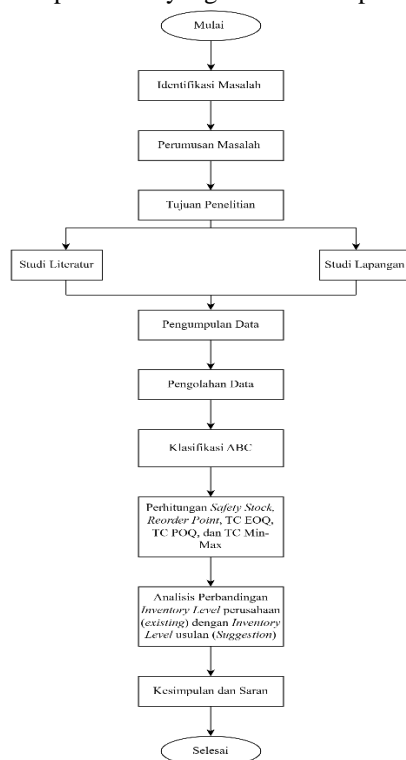 Mulai
Identifikasi Masalah
Perumusan Masalah
Tujuan Penelitian
Studi Literatur
Studi Lapangan
Pengumpulan Data
Pengolahan Data
Klasifikasi ABC
Perhitungan Safety Stock,
Reorder Point, TC EOQ,
TC POQ, dan TC Min-
Max
Analisis Perbandingan
Inventory Level perusahaan
(existing) dengan Inventory
Level usulan (Suggestion)
Kesimpulan dan Saran
Selesai